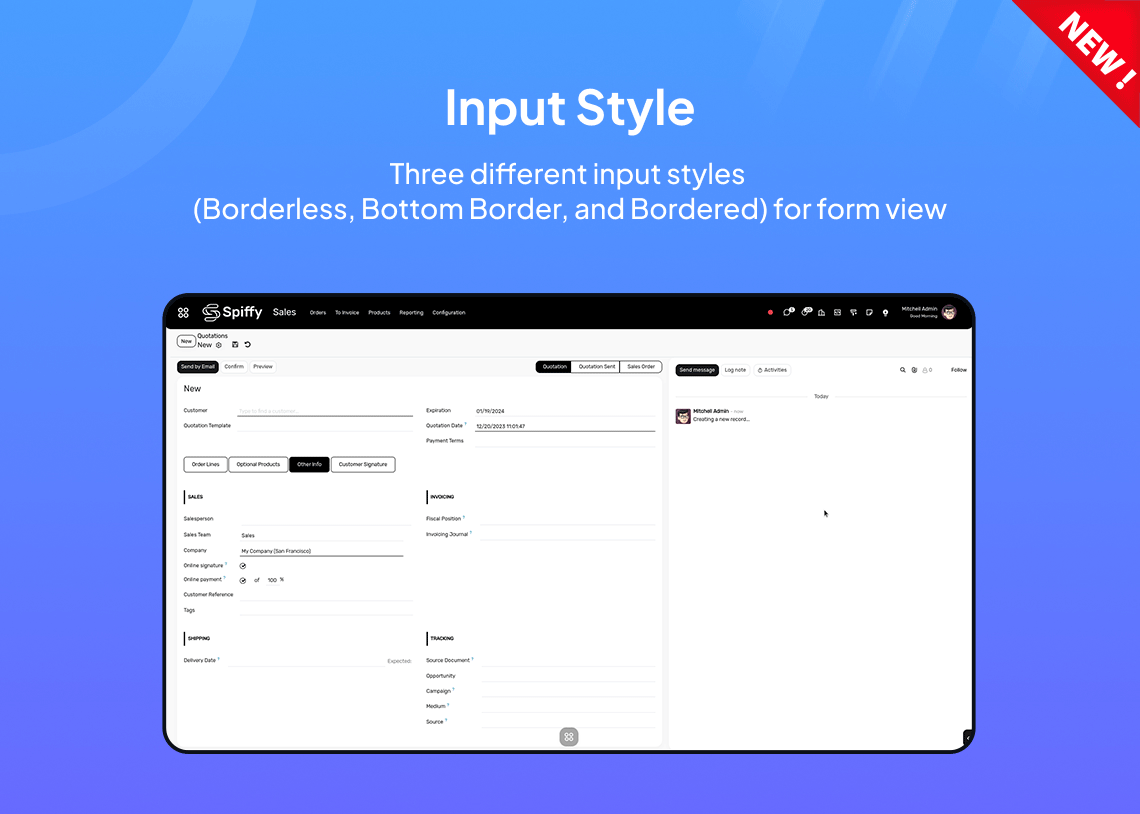 NEW!
Input Style
Three different input styles
(Borderless, Bottom Border, and Bordered) for form view
Spiffy Sales Orders To Invoice Products Reporting Configuration
Mitchell Admin
Good Morning
New
Quotations
New
Send by Email Confirm Preview
Quotation Quotation Sent Sales Order
Send message Log note Activities
0 Follow
New
Customer Type to find a customer...
Quotation Template
Expiration 01/19/2024
Quotation Date ? 12/20/2023 11:01:47
Payment Terms
Today
Mitchell Admin - now
Creating a new record...
Order Lines Optional Products Other Info Customer Signature
SALES
Salesperson
Sales Team Sales
Company My Company (San Francisco)
Online signature ?
Online payment ? of 100 %
Customer Reference
Tags
INVOICING
Fiscal Position ?
Invoicing Journal ?
SHIPPING
Delivery Date ? Expected:
TRACKING
Source Document ?
Opportunity
Campaign ?
Medium ?
Source ?